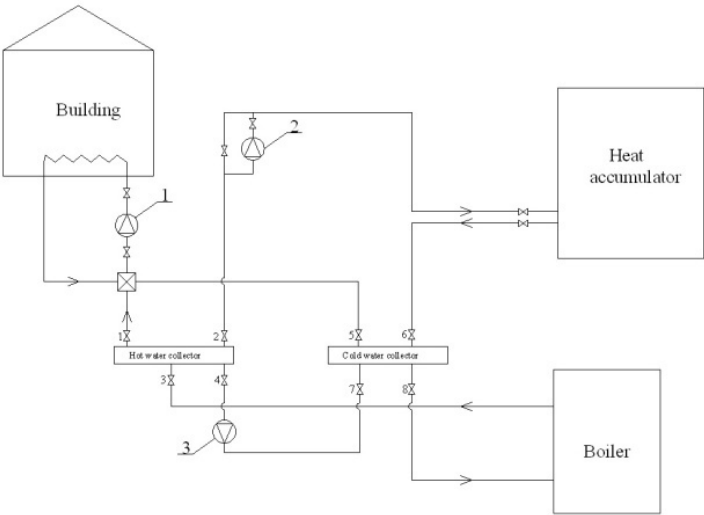 Building
2
Heat
accumulator
1
1
2
5
6
Hot water collector
Cold water collector
3
4
7
8
3
Boiler